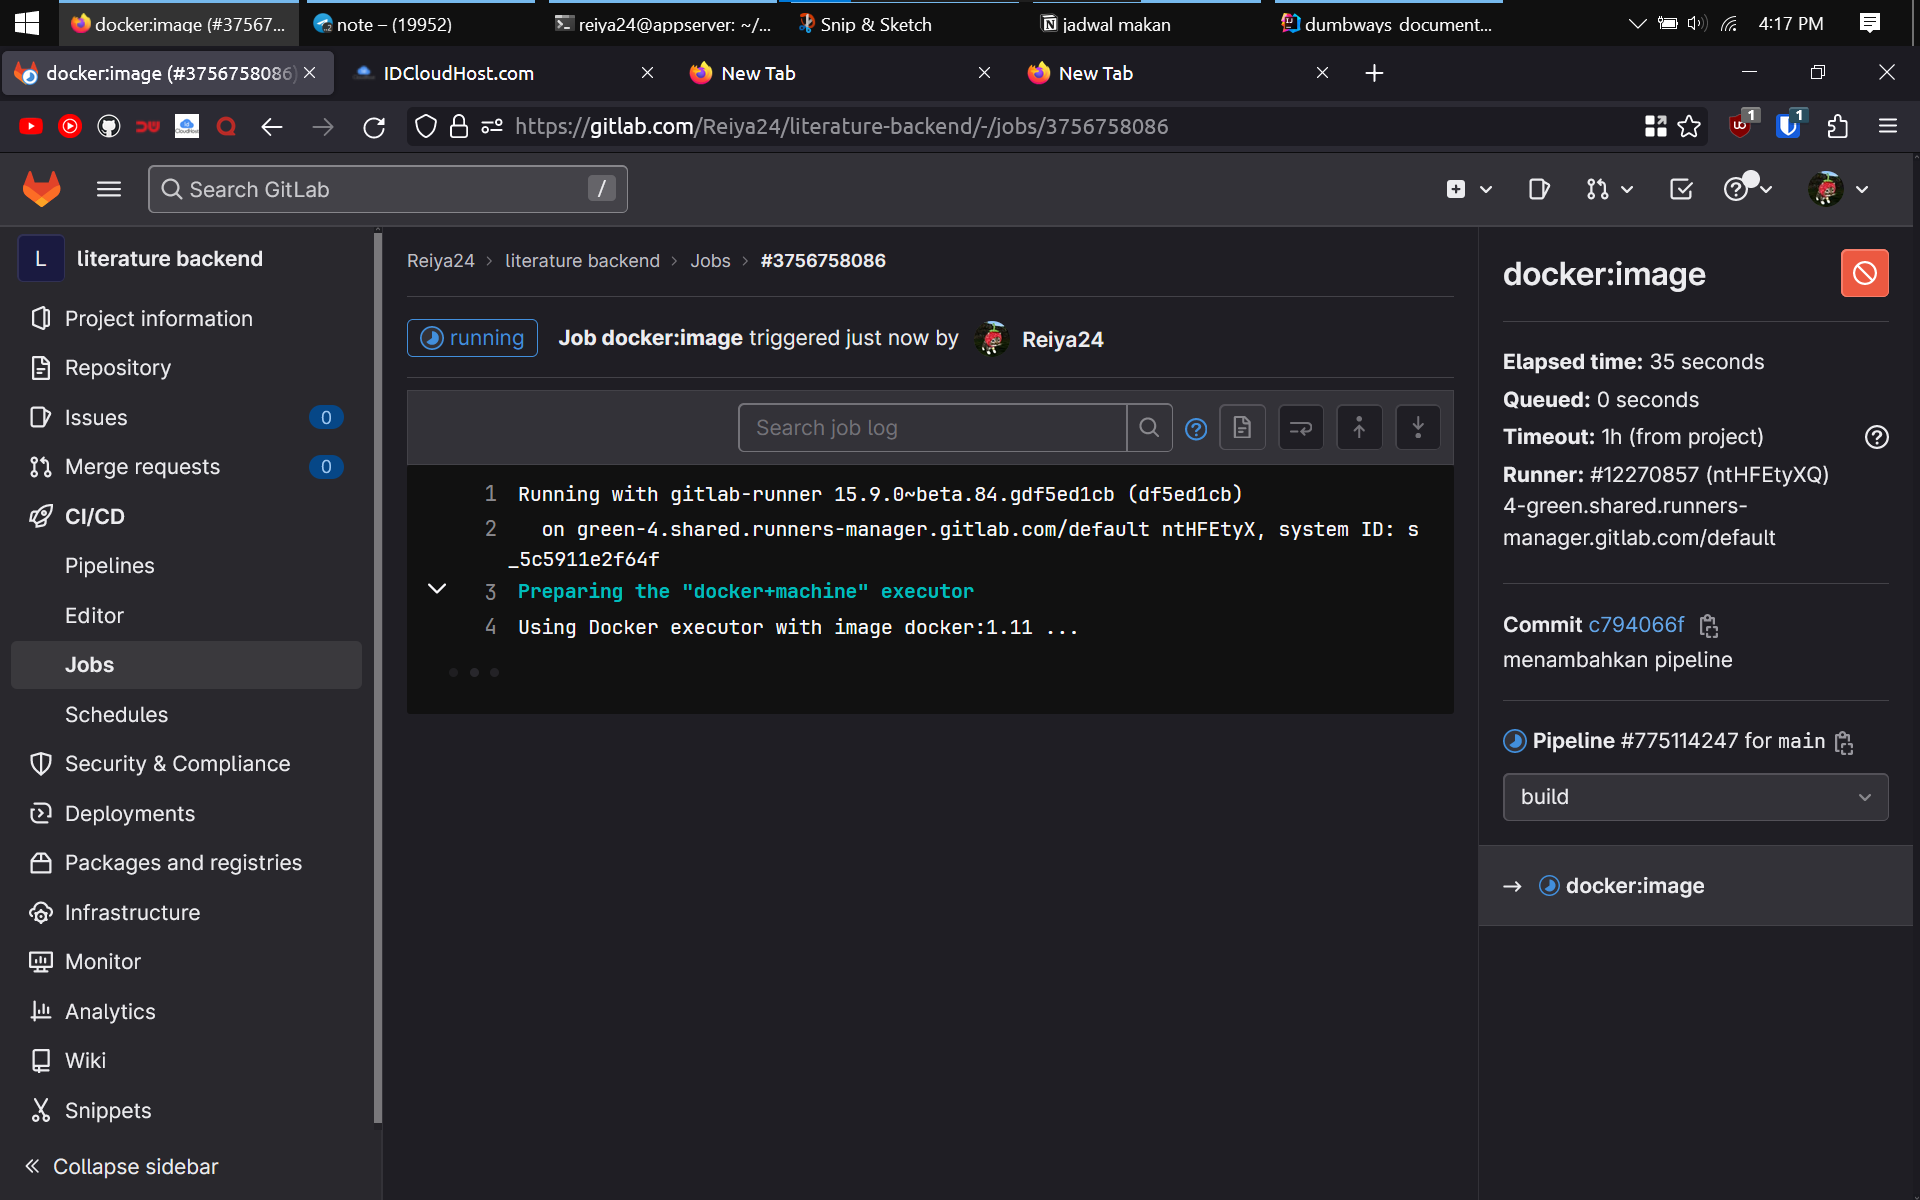 docker:image (#37567...
note – (19952)
reiya24@appserver: ~/...
Snip & Sketch
jadwal makan
dumbways document...
4:17 PM
docker:image (#3756758086)
IDCloudHost.com
New Tab
New Tab
https://gitlab.com/Reiya24/literature-backend/-/jobs/3756758086
1
1
Search GitLab
/
L
literature backend
Project information
Repository
Issues
0
Merge requests
0
CI/CD
Pipelines
Editor
Jobs
Schedules
Security & Compliance
Deployments
Packages and registries
Infrastructure
Monitor
Analytics
Wiki
Snippets
Collapse sidebar
Reiya24 > literature backend > Jobs > #3756758086
running
Job docker:image triggered just now by Reiya24
Search job log
1 Running with gitlab-runner 15.9.0~beta.84.gdf5ed1cb (df5ed1cb)
2 on green-4.shared.runners-manager.gitlab.com/default ntHFEtyX, system ID: s
_5c5911e2f64f
3 Preparing the "docker+machine" executor
4 Using Docker executor with image docker:1.11 ...
docker:image
Elapsed time: 35 seconds
Queued: 0 seconds
Timeout: 1h (from project)
Runner: #12270857 (ntHFEtyXQ)
4-green.shared.runners-
manager.gitlab.com/default
Commit c794066f
menambahkan pipeline
Pipeline #775114247 for main
build
→ docker:image